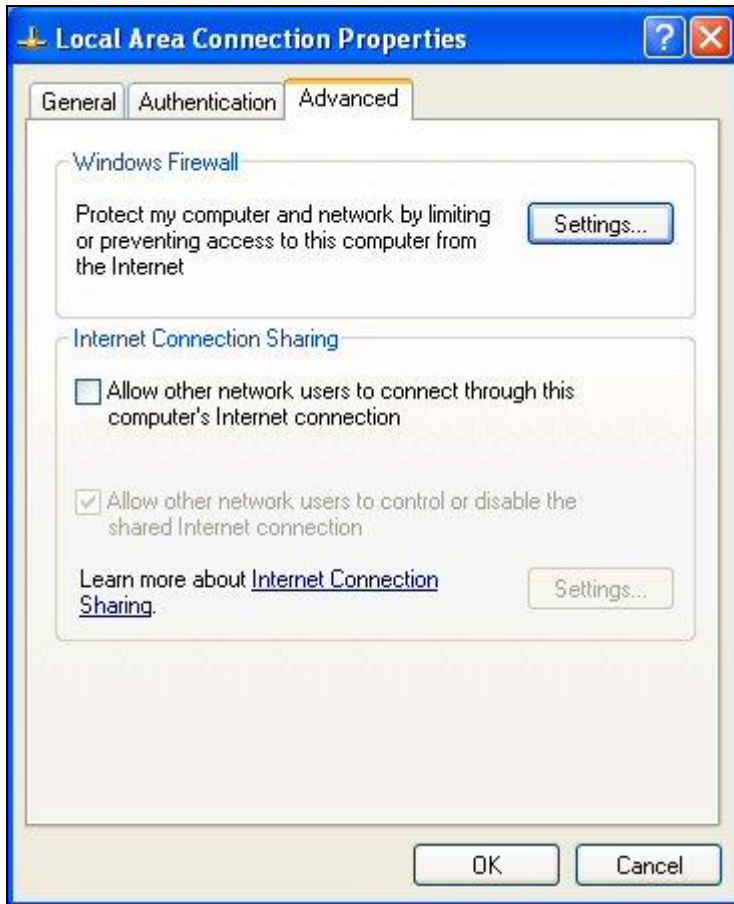 Local Area Connection Properties
?
General Authentication Advanced
Windows Firewall
Protect my computer and network by limiting
or preventing access to this computer from
the Internet
Settings...
Internet Connection Sharing
Allow other network users to connect through this
computer's Internet connection
Allow other network users to control or disable the
shared Internet connection
Learn more about Internet Connection
Sharing.
Settings...
OK Cancel